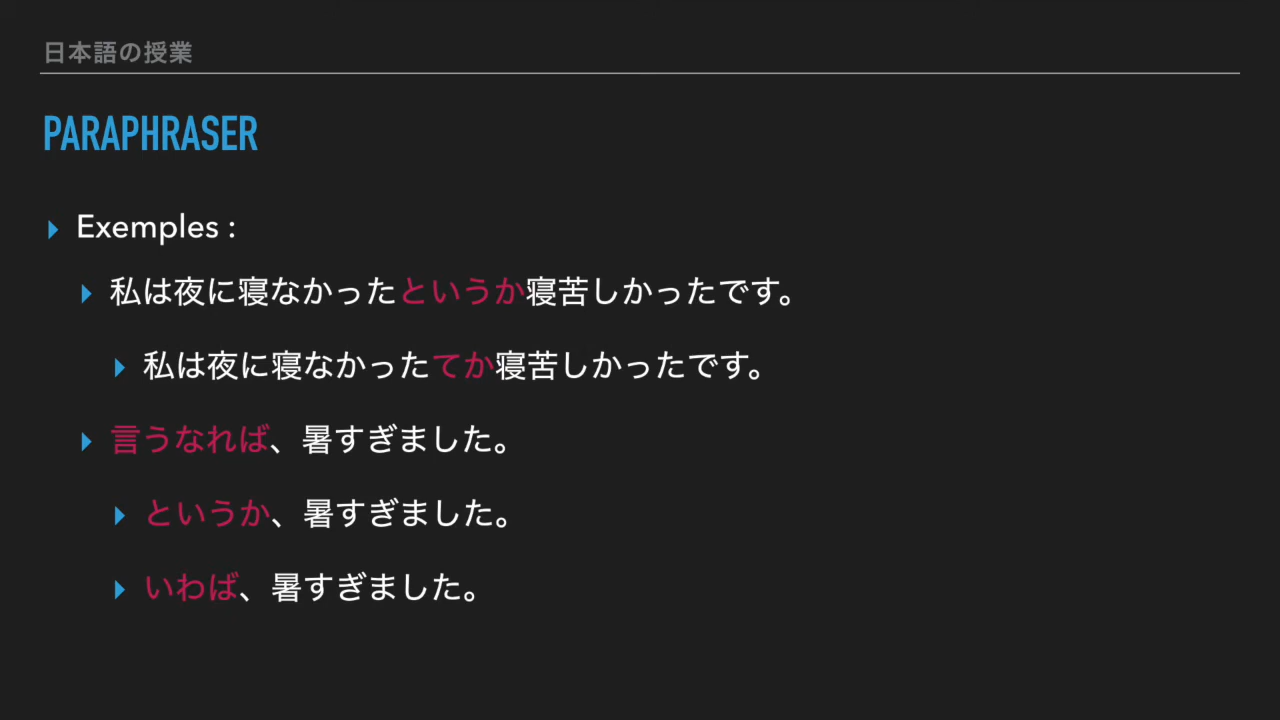 日本語の授業
PARAPHRASER
Exemples :
私は夜に寝なかったというか寝苦しかったです。
私は夜に寝なかったてか寝苦しかったです。
言うなれば、暑すぎました。
というか、暑すぎました。
いわば、暑すぎました。